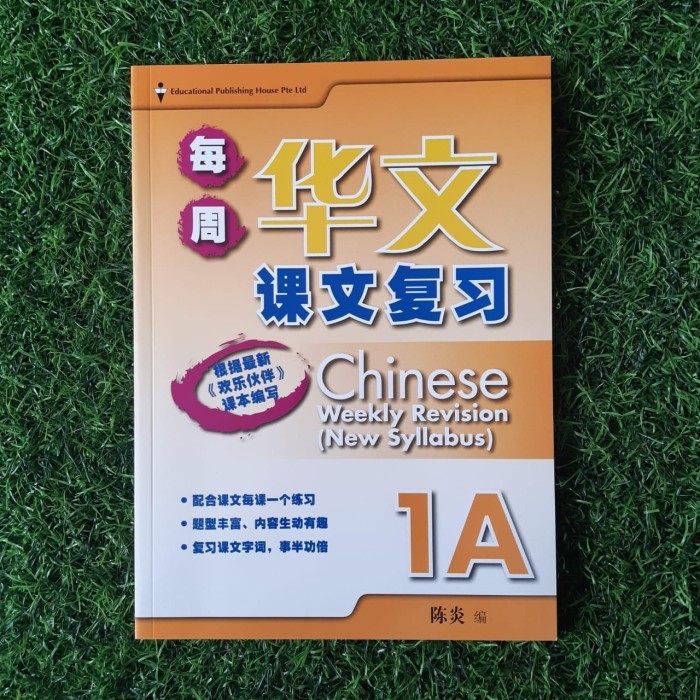 Educational Publishing House Pte Ltd
每周
华文
课文复习
根据最新
《欢乐伙伴》
课本编写
Chinese
Weekly Revision
(New Syllabus)
• 配合课文每课一个练习
• 题型丰富、内容生动有趣
• 复习课文字词，事半功倍
1A
陈炎 编